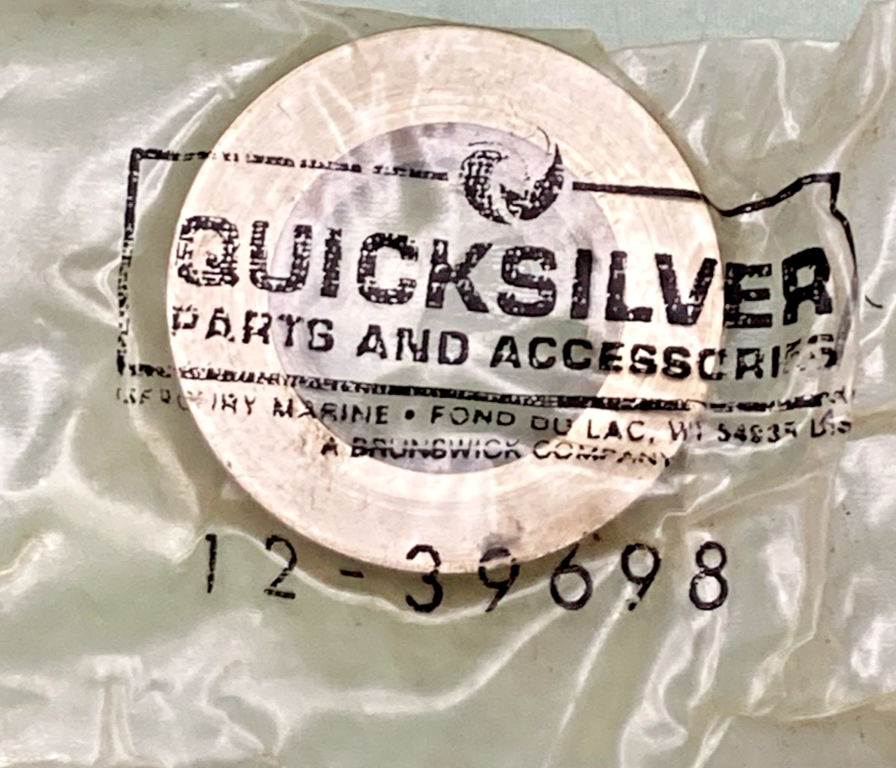 QUICKSILVER
PARTS AND ACCESSORIES
MERCURY MARINE • FOND DU LAC, WI 54935
A BRUNSWICK COMPANY
12-39698